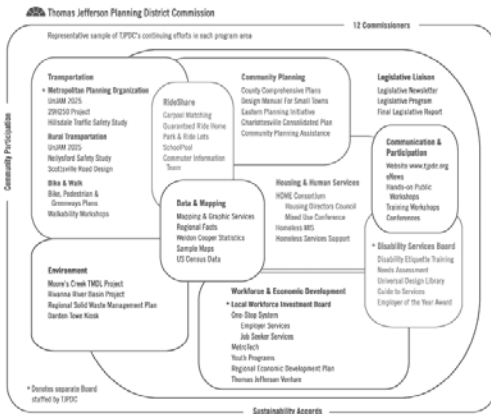 Thomas Jefferson Planning District Commission
12 Commissioners
Representative sample of TJPDC's continuing efforts in each program area
Community Participation
Transportation
* Metropolitan Planning Organization
UnJAM 2025
29H250 Project
Hillsdale Traffic Safety Study
Rural Transportation
UnJAM 2025
Nellysford Safety Study
Scottsville Road Design
Bike & Walk
Bike, Pedestrian &
Greenways Plans
Walkability Workshops
RideShare
Carpool Matching
Guaranteed Ride Home
Park & Ride Lots
SchoolPool
Commuter Information
Team
Community Planning
County Comprehensive Plans
Design Manual For Small Towns
Eastern Planning Initiative
Charlottesville Consolidated Plan
Community Planning Assistance
Legislative Liaison
Legislative Newsletter
Legislative Program
Final Legislative Report
Communication &
Participation
Website www.tjpdc.org
eNews
Hands-on Public
Workshops
Training Workshops
Conferences
Data & Mapping
Mapping & Graphic Services
Regional Facts
Weldon Cooper Statistics
Sample Maps
US Census Data
Housing & Human Services
HOME Consortium
Housing Directors Council
Mixed Use Conference
Homeless MIS
Homeless Services Support
* Disability Services Board
Disability Etiquette Training
Needs Assessment
Universal Design Library
Guide to Services
Employer of the Year Award
Environment
Moore's Creek TMDL Project
Rivanna River Basin Project
Regional Solid Waste Management Plan
Darden Towe Kiosk
Workforce & Economic Development
* Local Workforce Investment Board
One-Stop System
Employer Services
Job Seeker Services
MetroTech
Youth Programs
Regional Economic Development Plan
Thomas Jefferson Venture
* Denotes separate Board
staffed by TJPDC
Sustainability Accords